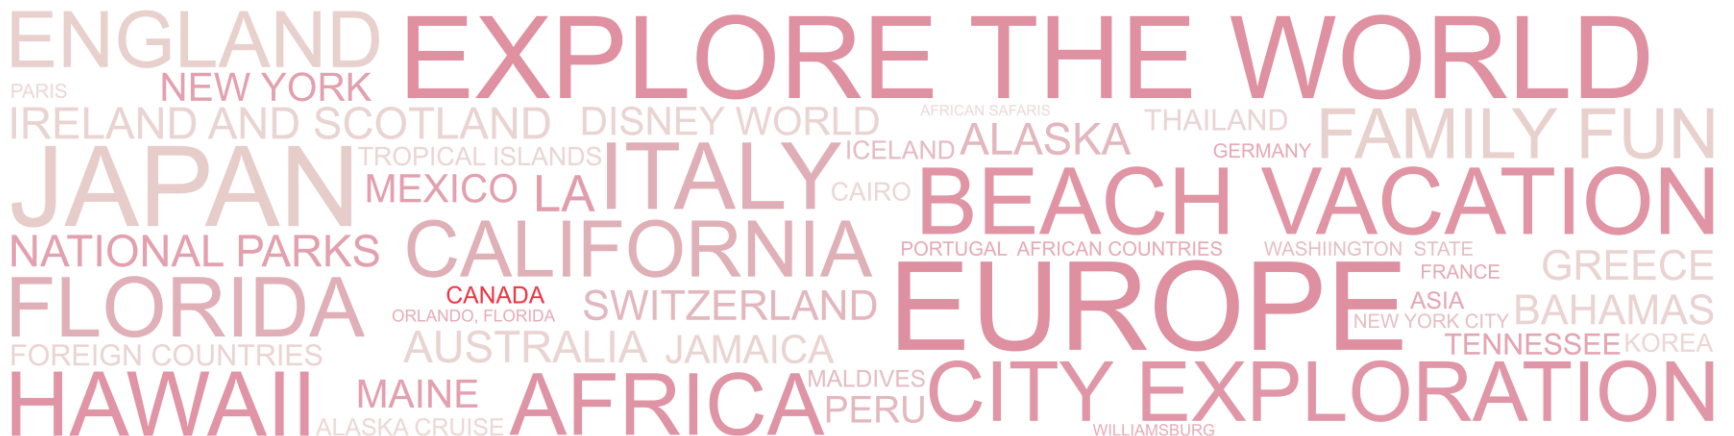 ENGLAND
EXPLORE THE WORLD
PARIS
NEW YORK
IRELAND AND SCOTLAND
DISNEY WORLD
AFRICAN SAFARIS
THAILAND
FAMILY FUN
JAPAN
TROPICAL ISLANDS
ITALY
ICELAND
ALASKA
GERMANY
MEXICO
LA
CAIRO
BEACH VACATION
NATIONAL PARKS
CALIFORNIA
PORTUGAL
AFRICAN COUNTRIES
WASHIINGTON STATE
GREECE
FLORIDA
CANADA
ORLANDO, FLORIDA
SWITZERLAND
EUROPE
FRANCE
ASIA
BAHAMAS
NEW YORK CITY
FOREIGN COUNTRIES
AUSTRALIA
JAMAICA
TENNESSEE
KOREA
HAWAII
MAINE
ALASKA CRUISE
AFRICA
MALDIVES
PERU
CITY EXPLORATION
WILLIAMSBURG